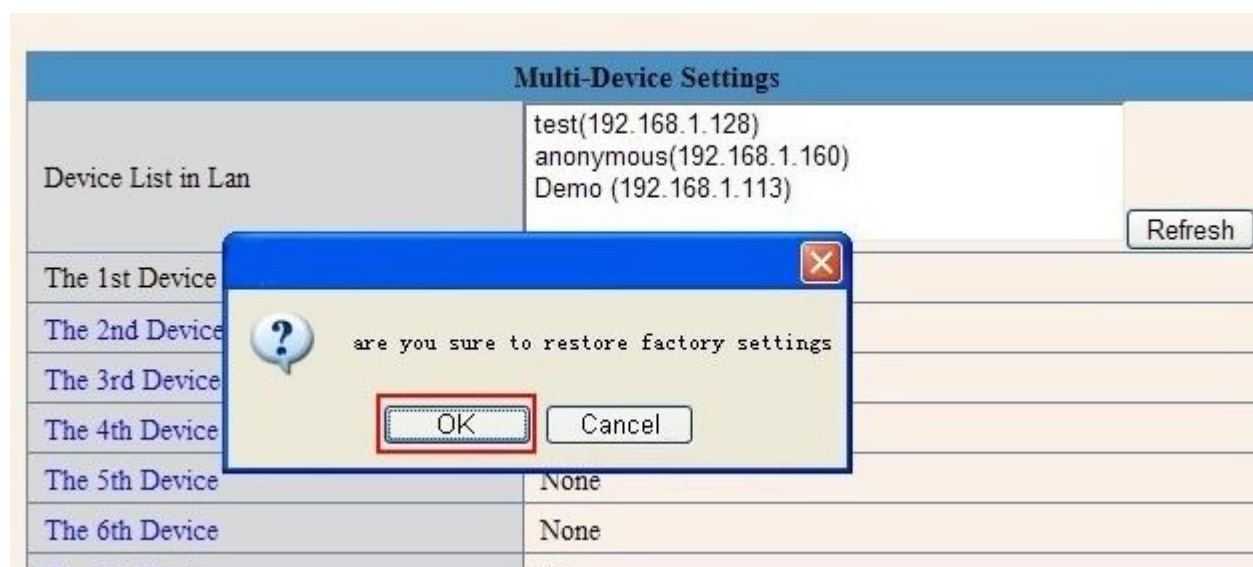 Multi-Device Settings
Device List in Lan
test(192.168.1.128)
anonymous(192.168.1.160)
Demo (192.168.1.113)
Refresh
The 1st Device
The 2nd Device
The 3rd Device
The 4th Device
are you sure to restore factory settings
OK Cancel
The 5th Device None
The 6th Device None